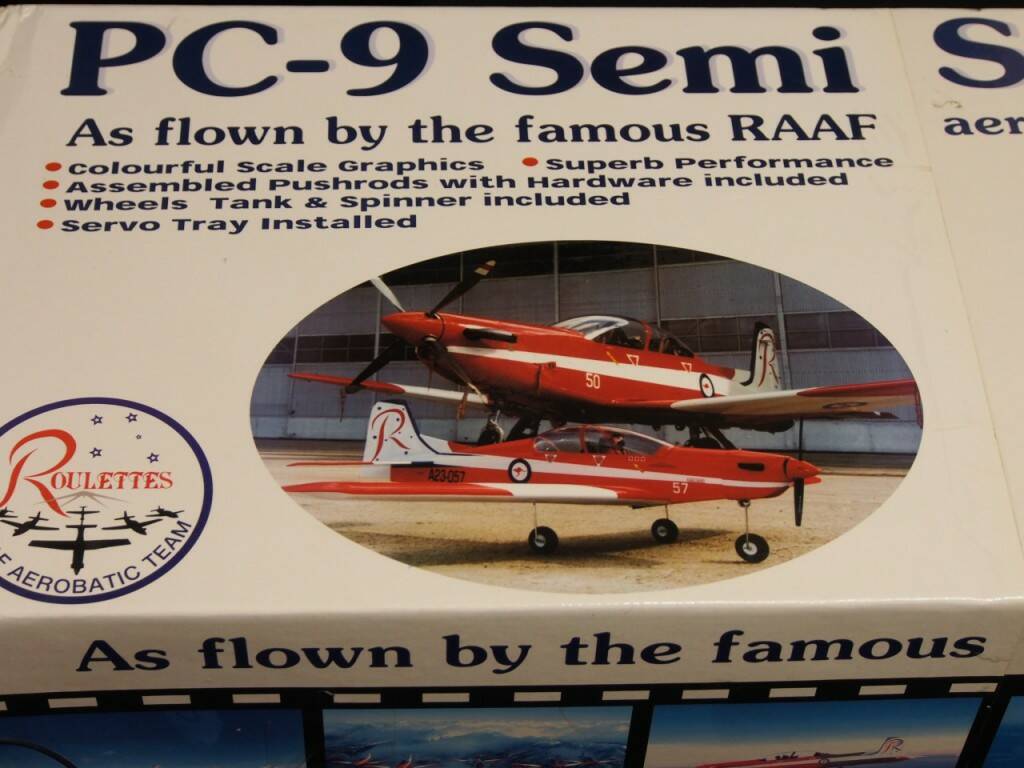 PC-9 Semi S
As flown by the famous RAAF aer
• Colourful Scale Graphics • Superb Performance
• Assembled Pushrods with Hardware included
• Wheels Tank & Spinner included
• Servo Tray Installed
R
50
R
A23-057
57
ROULETTES
AEROBATIC TEAM
As flown by the famous
R